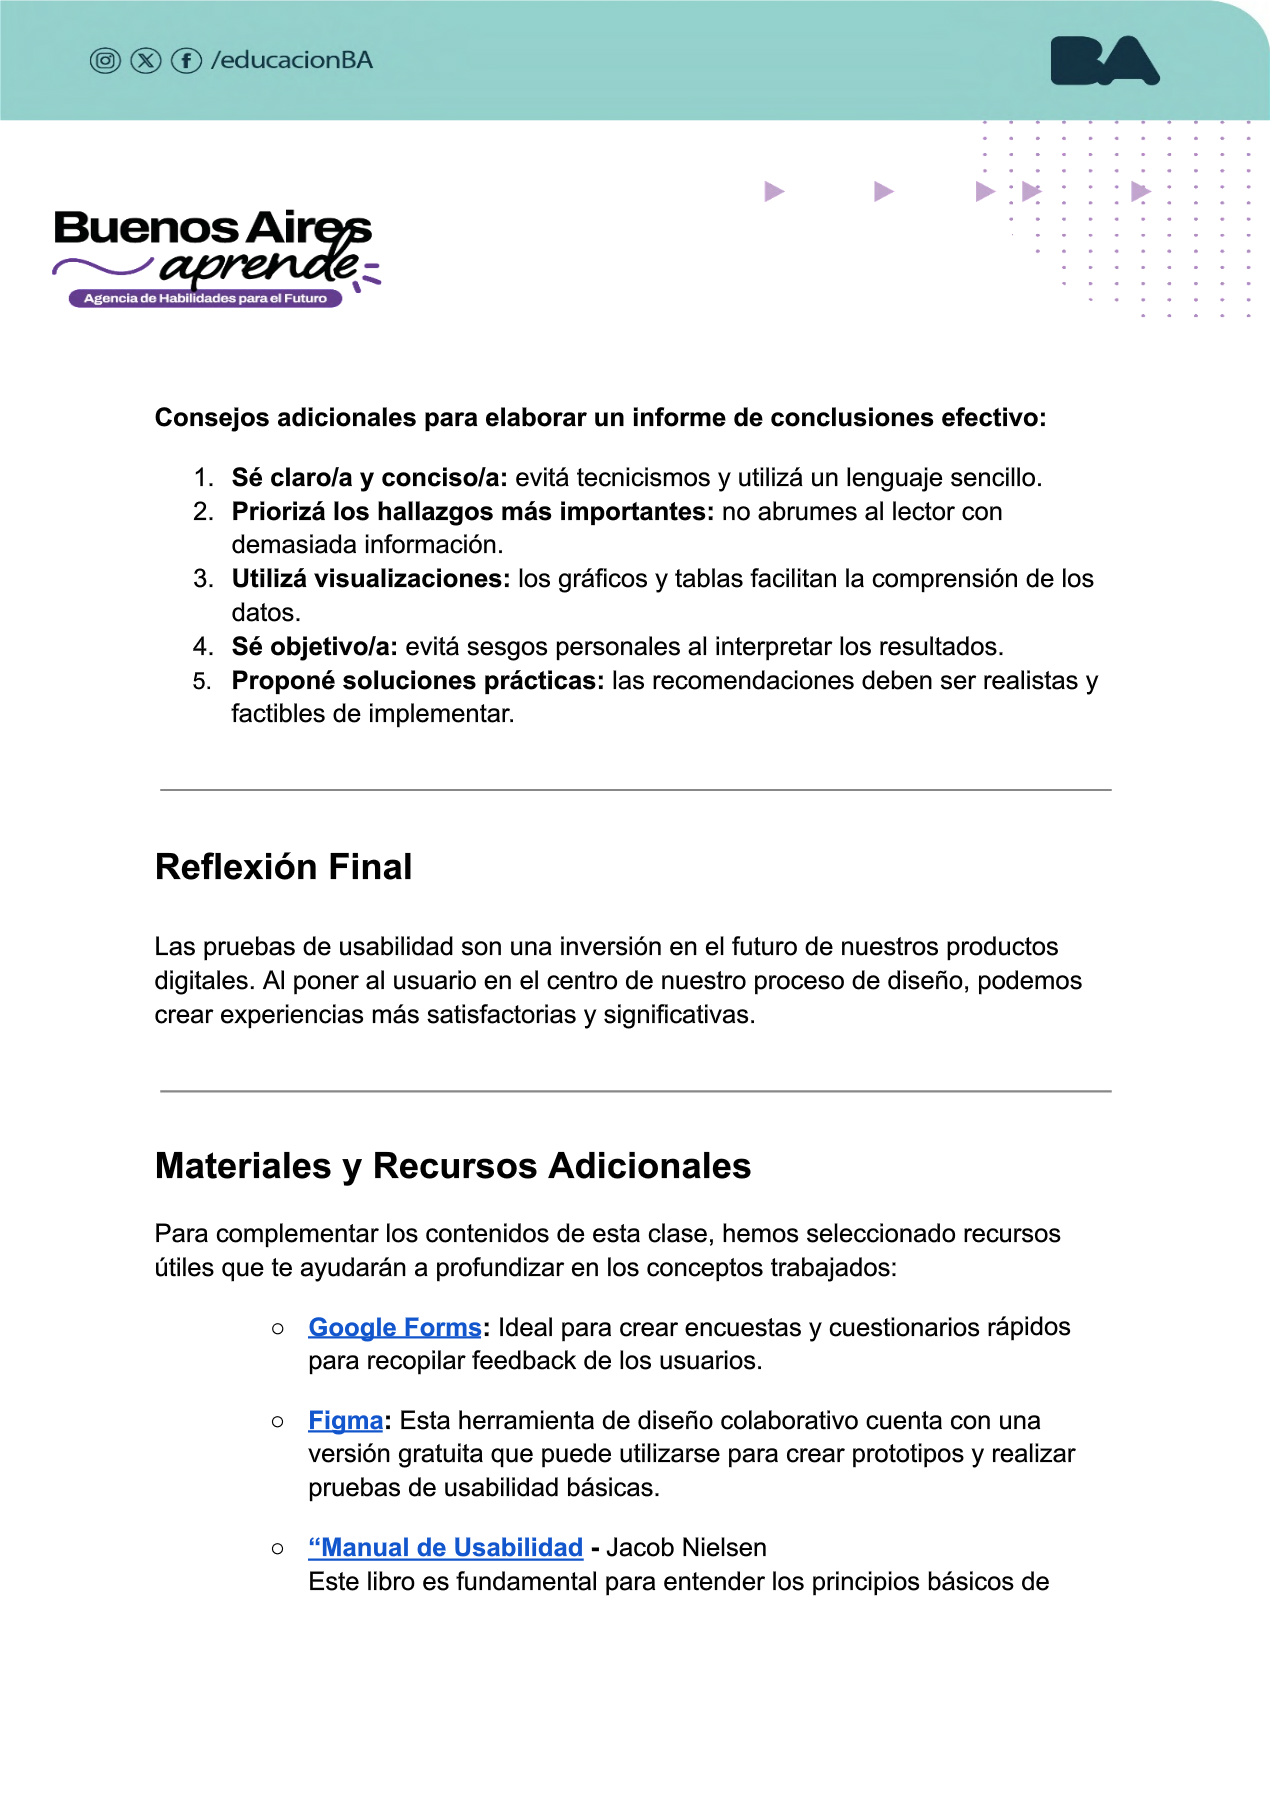 /educacionBA
BA
Buenos Aires
aprende
Agencia de Habilidades para el Futuro
Consejos adicionales para elaborar un informe de conclusiones efectivo:
1. Sé claro/a y conciso/a: evitá tecnicismos y utilizá un lenguaje sencillo.
2. Priorizá los hallazgos más importantes: no abrumes al lector con
demasiada información.
3. Utilizá visualizaciones: los gráficos y tablas facilitan la comprensión de los
datos.
4. Sé objetivo/a: evitá sesgos personales al interpretar los resultados.
5. Proponé soluciones prácticas: las recomendaciones deben ser realistas y
factibles de implementar.
Reflexión Final
Las pruebas de usabilidad son una inversión en el futuro de nuestros productos
digitales. Al poner al usuario en el centro de nuestro proceso de diseño, podemos
crear experiencias más satisfactorias y significativas.
Materiales y Recursos Adicionales
Para complementar los contenidos de esta clase, hemos seleccionado recursos
útiles que te ayudarán a profundizar en los conceptos trabajados:
○ Google Forms: Ideal para crear encuestas y cuestionarios rápidos
para recopilar feedback de los usuarios.
○ Figma: Esta herramienta de diseño colaborativo cuenta con una
versión gratuita que puede utilizarse para crear prototipos y realizar
pruebas de usabilidad básicas.
○ “Manual de Usabilidad - Jacob Nielsen
Este libro es fundamental para entender los principios básicos de